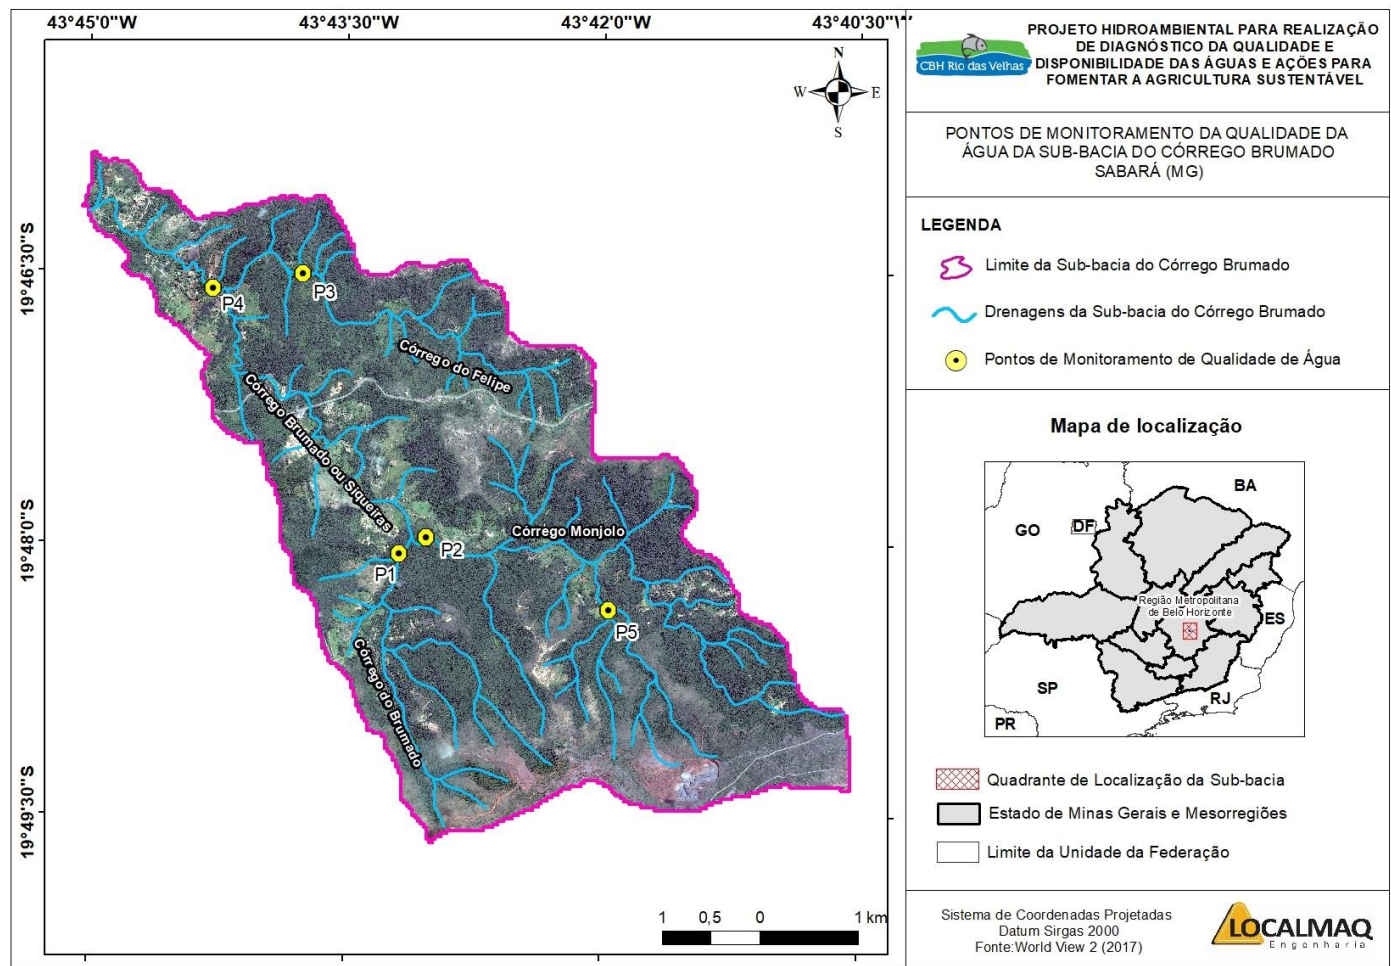 43°45'0"W
43°43'30"W
43°42'0"W
43°40'30"W
19°46'30"S
19°48'0"S
19°49'30"S
N
W
E
S
P4
P3
Córrego do Felipe
Córrego Brumado ou Siqueiras
Córrego Monjolo
P2
P1
P5
Córrego do Brumado
1 0,5 0 1 km
CBH Rio das Velhas
PROJETO HIDROAMBIENTAL PARA REALIZAÇÃO
DE DIAGNÓSTICO DA QUALIDADE E
DISPONIBILIDADE DAS ÁGUAS E AÇÕES PARA
FOMENTAR A AGRICULTURA SUSTENTÁVEL
PONTOS DE MONITORAMENTO DA QUALIDADE DA
ÁGUA DA SUB-BACIA DO CÓRREGO BRUMADO
SABARÁ (MG)
LEGENDA
Limite da Sub-bacia do Córrego Brumado
Drenagens da Sub-bacia do Córrego Brumado
Pontos de Monitoramento de Qualidade de Água
Mapa de localização
BA
GO
DF
Região Metropolitana
de Belo Horizonte
ES
SP
RJ
PR
Quadrante de Localização da Sub-bacia
Estado de Minas Gerais e Mesorregiões
Limite da Unidade da Federação
Sistema de Coordenadas Projetadas
Datum Sirgas 2000
Fonte:World View 2 (2017)
LOCALMAQ
Engenharia